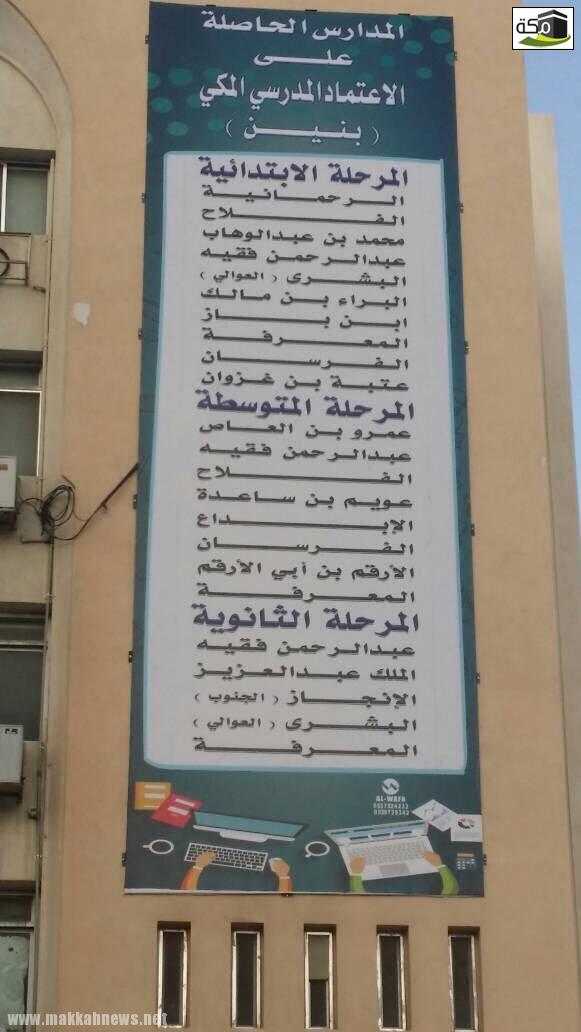 مكة
المدارس الحاصلة
على
الاعتماد المدرسي المكي
( بنين )
المرحلة الابتدائية
الرحمانية
الفلاح
محمد بن عبدالوهاب
عبدالرحمن فقيه
البشرى ( العوالي )
البراء بن مالك
ابن باز
المعرفة
الفرسان
عتبة بن غزوان
المرحلة المتوسطة
عمرو بن العاص
عبدالرحمن فقيه
الفلاح
عويم بن ساعدة
الإبداع
الفرسان
الأرقم بن أبي الأرقم
المعرفة
المرحلة الثانوية
عبدالرحمن فقيه
الملك عبدالعزيز
الإنجاز ( الجنوب )
البشرى ( العوالي )
المعرفة
AL-WAFA
www.makkahnews.net